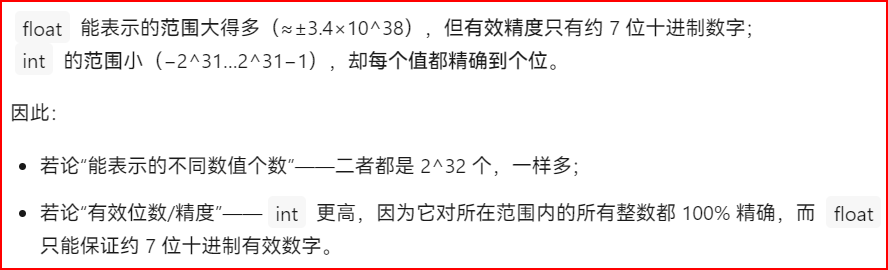 float 能表示的范围大得多（≈±3.4×10^38），但有效精度只有约 7 位十进制数字；
int 的范围小（−2^31…2^31−1），却每个值都精确到个位。
因此：
• 若论“能表示的不同数值个数”——二者都是 2^32 个，一样多；
• 若论“有效位数/精度”—— int 更高，因为它对所在范围内的所有整数都 100% 精确，而 float
只能保证约 7 位十进制有效数字。